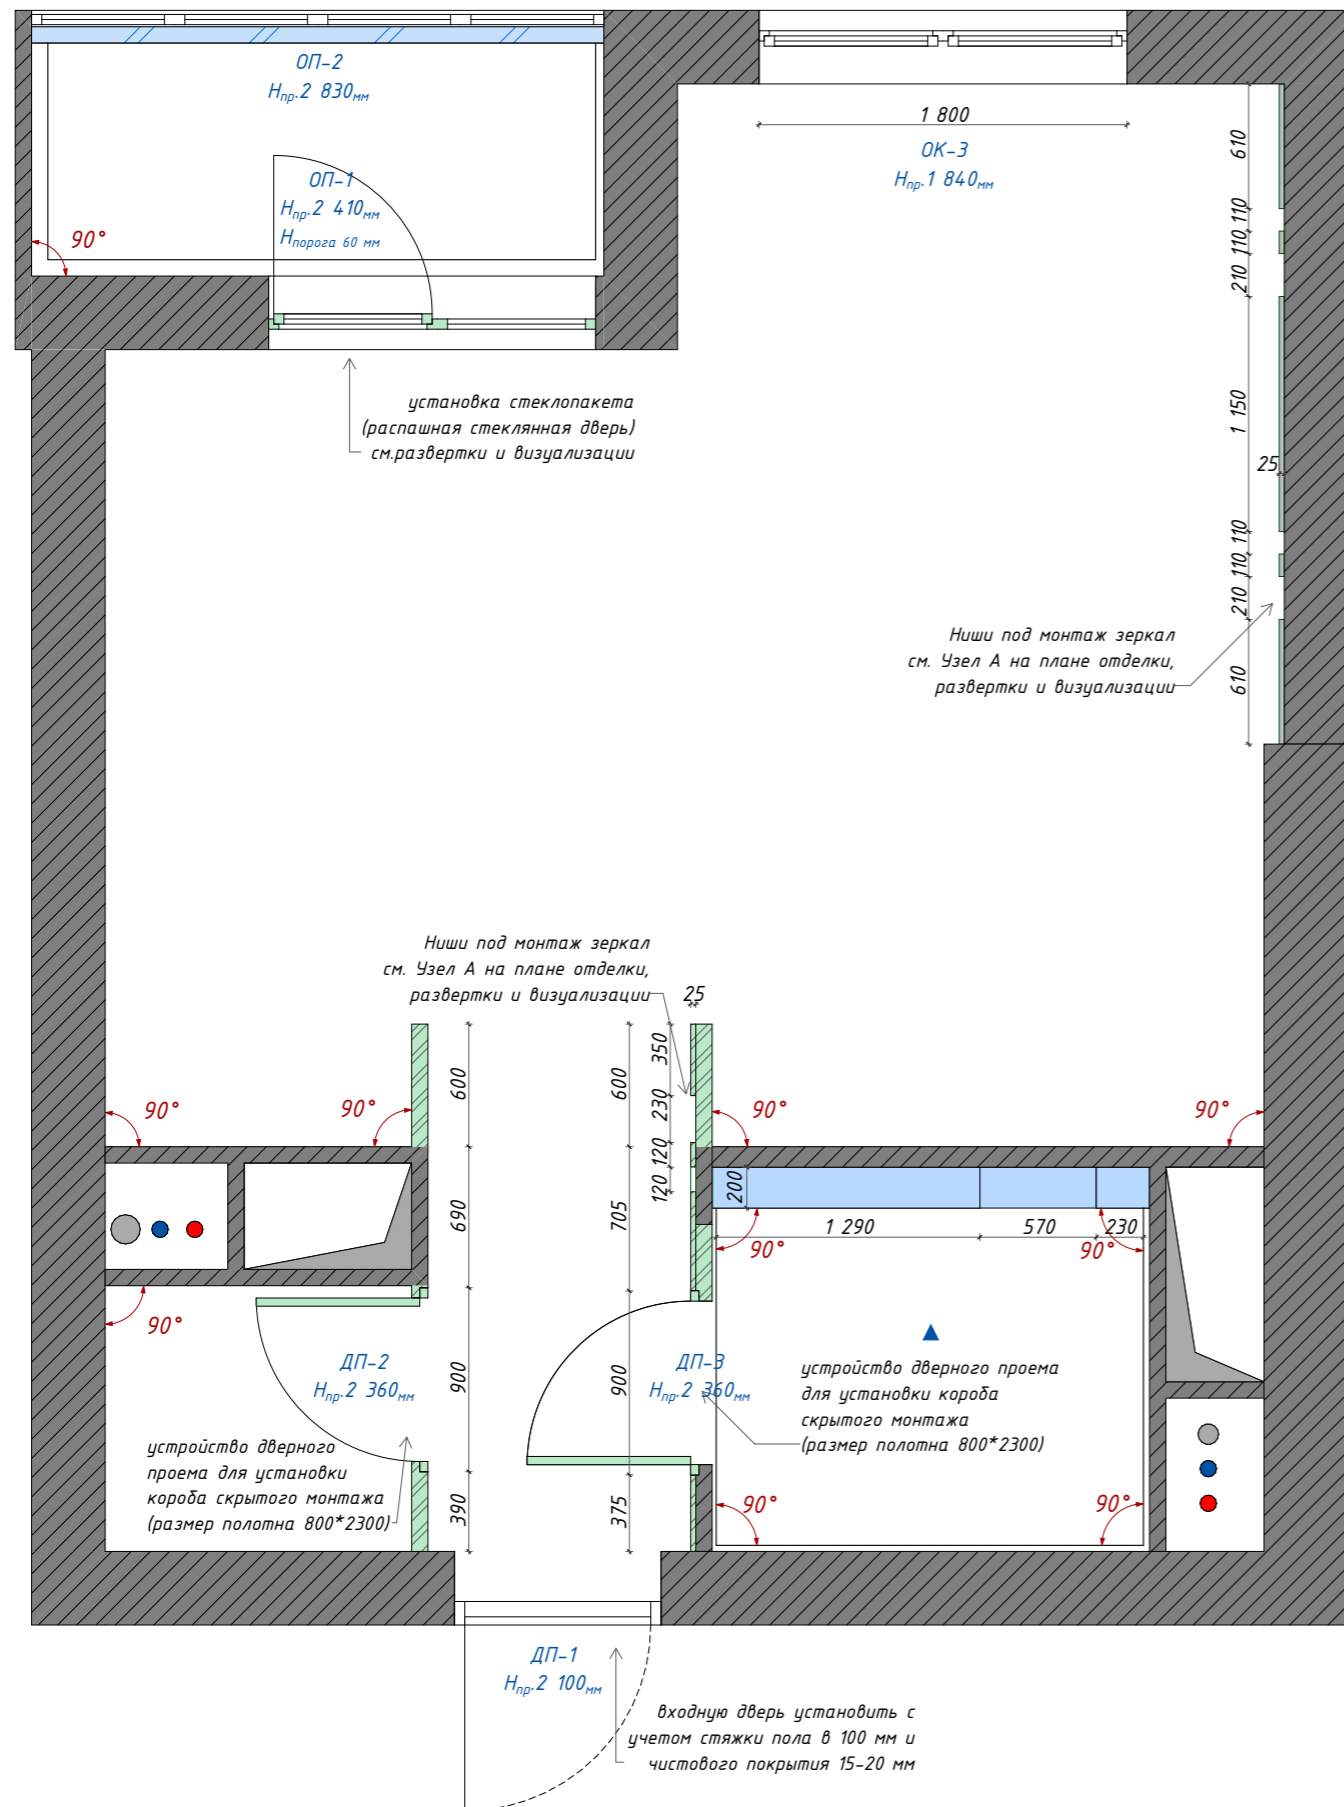 ОП-2
Нпр.2 830мм
1 800
ОК-3
Нпр.1 840мм
610
ОП-1
Нпр.2 410мм
Нпорога 60 мм
90°
110
110
210
установка стеклопакета
(распашная стеклянная дверь)
см.развертки и визуализации
1 150
25
110
110
210
Ниши под монтаж зеркал
см. Узел А на плане отделки,
развертки и визуализации
610
Ниши под монтаж зеркал
см. Узел А на плане отделки,
развертки и визуализации
25
600
600
350
230
120
120
90°
90°
90°
90°
690
705
200
1 290
570
230
90°
90°
90°
ДП-2
Нпр.2 360мм
900
900
ДП-3
Нпр.2 360мм
устройство дверного проема
для установки короба
скрытого монтажа
(размер полотна 800*2300)
устройство дверного
проема для установки
короба скрытого монтажа
(размер полотна 800*2300)
390
375
90°
90°
ДП-1
Нпр.2 100мм
входную дверь установить с
учетом стяжки пола в 100 мм и
чистового покрытия 15-20 мм